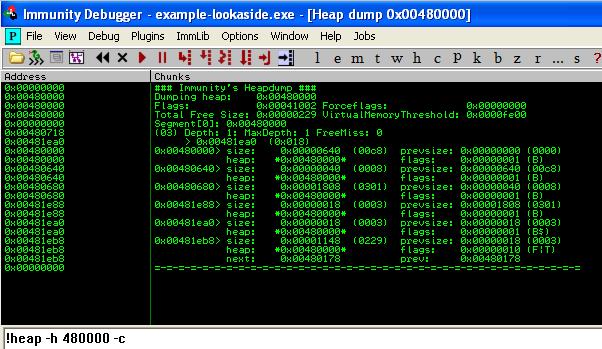 Immunity Debugger - example-lookaside.exe - [Heap dump 0x00480000]
P File View Debug Plugins ImmLib Options Window Help Jobs
l e m t w h c p k b z r ... s ?
Address Chunks
0x00000000 ### Immunity's Heapdump ###
0x00480000 Dumping heap: 0x00480000
0x00480000 Flags: 0x00041002 Forceflags: 0x00000000
0x00480000 Total Free Size: 0x00000229 VirtualMemoryThreshold: 0x0000fe00
0x00480000 Segment[0]: 0x00480000
0x00480718 (03) Depth: 1: MaxDepth: 1 FreeMiss: 0
0x00481ea0 > 0x00481ea0 (0x018)
0x00480000 0x00480000> size: 0x00000640 (00c8) prevsize: 0x00000000 (0000)
0x00480000 heap: *0x00480000* flags: 0x00000001 (B)
0x00480640 0x00480640> size: 0x00000040 (0008) prevsize: 0x00000640 (00c8)
0x00480640 heap: *0x00480000* flags: 0x00000001 (B)
0x00480680 0x00480680> size: 0x00001808 (0301) prevsize: 0x00000040 (0008)
0x00480680 heap: *0x00480000* flags: 0x00000001 (B)
0x00481e88 0x00481e88> size: 0x00000018 (0003) prevsize: 0x00001808 (0301)
0x00481e88 heap: *0x00480000* flags: 0x00000001 (B)
0x00481ea0 0x00481ea0> size: 0x00000018 (0003) prevsize: 0x00000018 (0003)
0x00481ea0 heap: *0x00480000* flags: 0x00000001 (B$)
0x00481eb8 0x00481eb8> size: 0x00001148 (0229) prevsize: 0x00000018 (0003)
0x00481eb8 heap: *0x00480000* flags: 0x00000010 (F|T)
0x00481eb8 next: 0x00480178 prev: 0x00480178
0x00000000 =-=-=-=-=-=-=-=-=-=-=-=-=-=-=-=-=-=-=-=-=-=-=-=-=-=-=-=-=-=
!heap -h 480000 -c